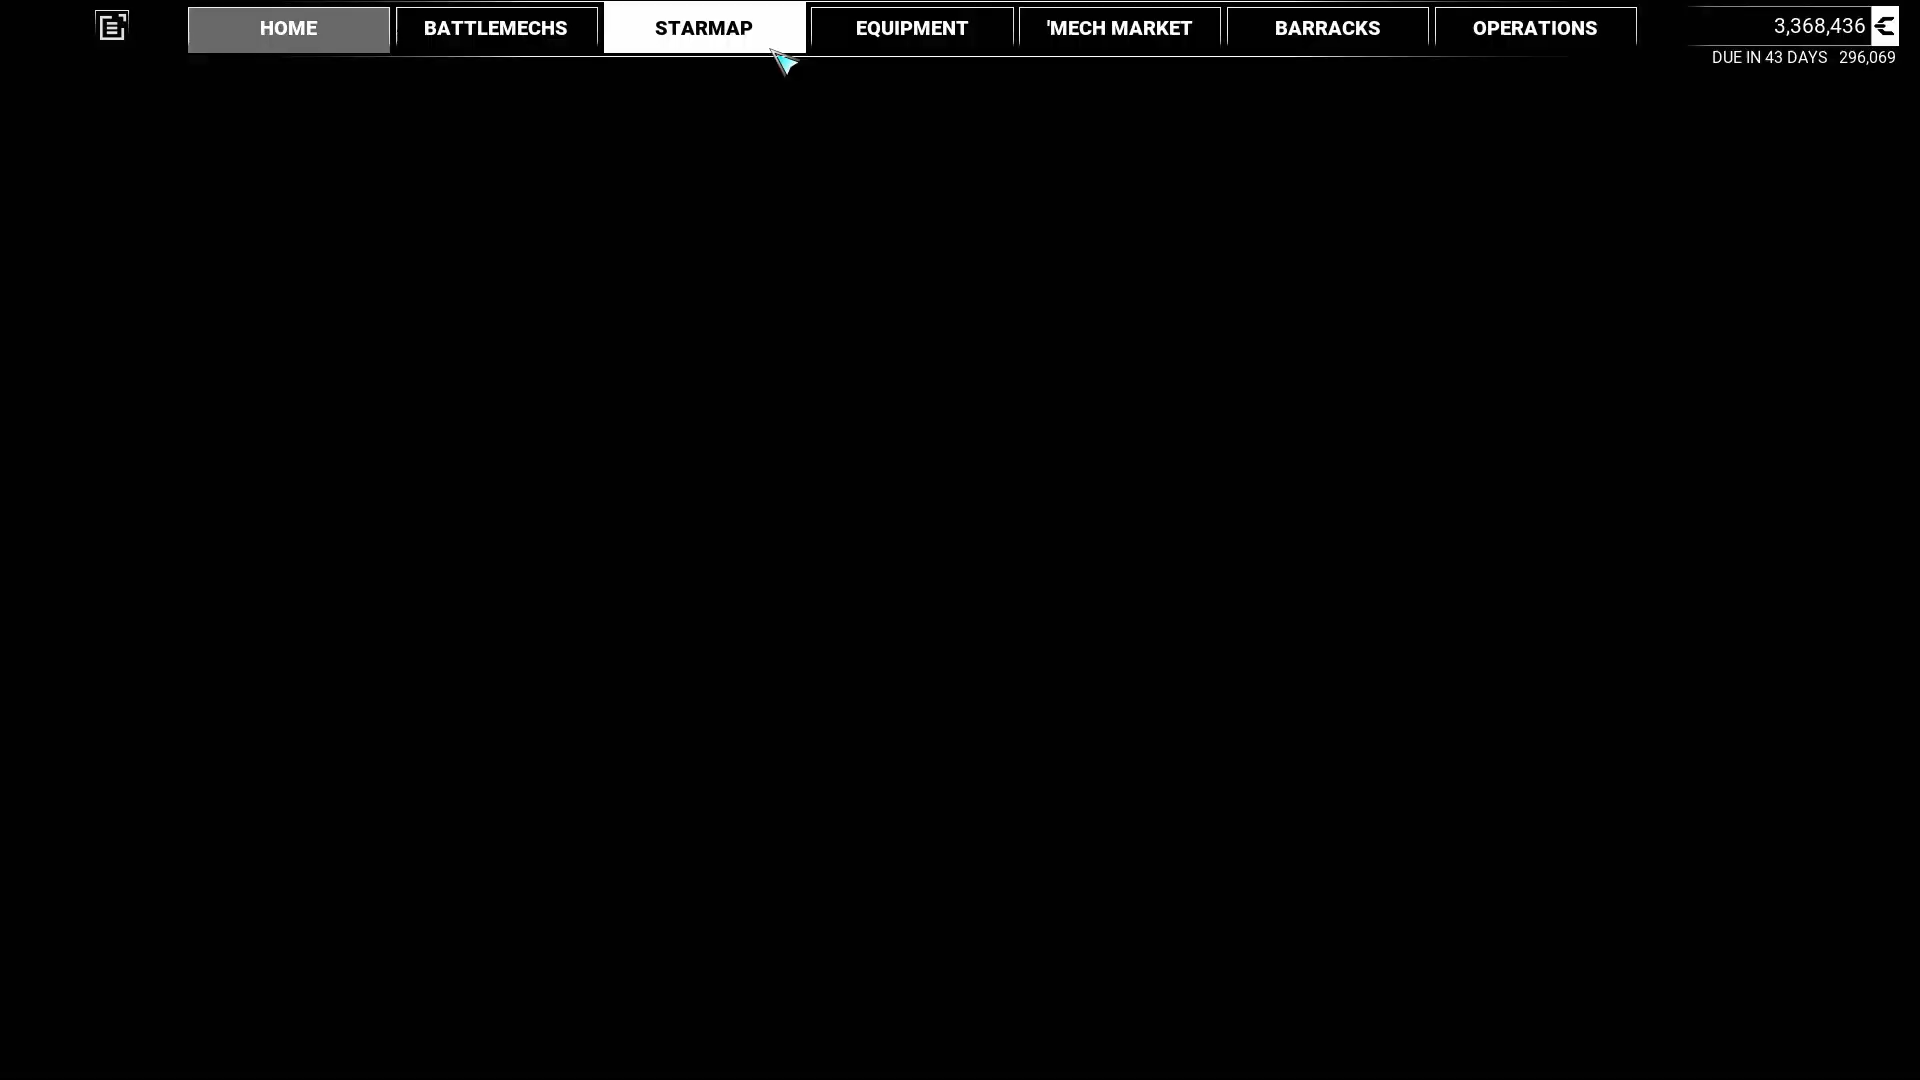 HOME
BATTLEMECHS
STARMAP
EQUIPMENT
'MECH MARKET
BARRACKS
OPERATIONS
3,368,436
DUE IN 43 DAYS 296,069